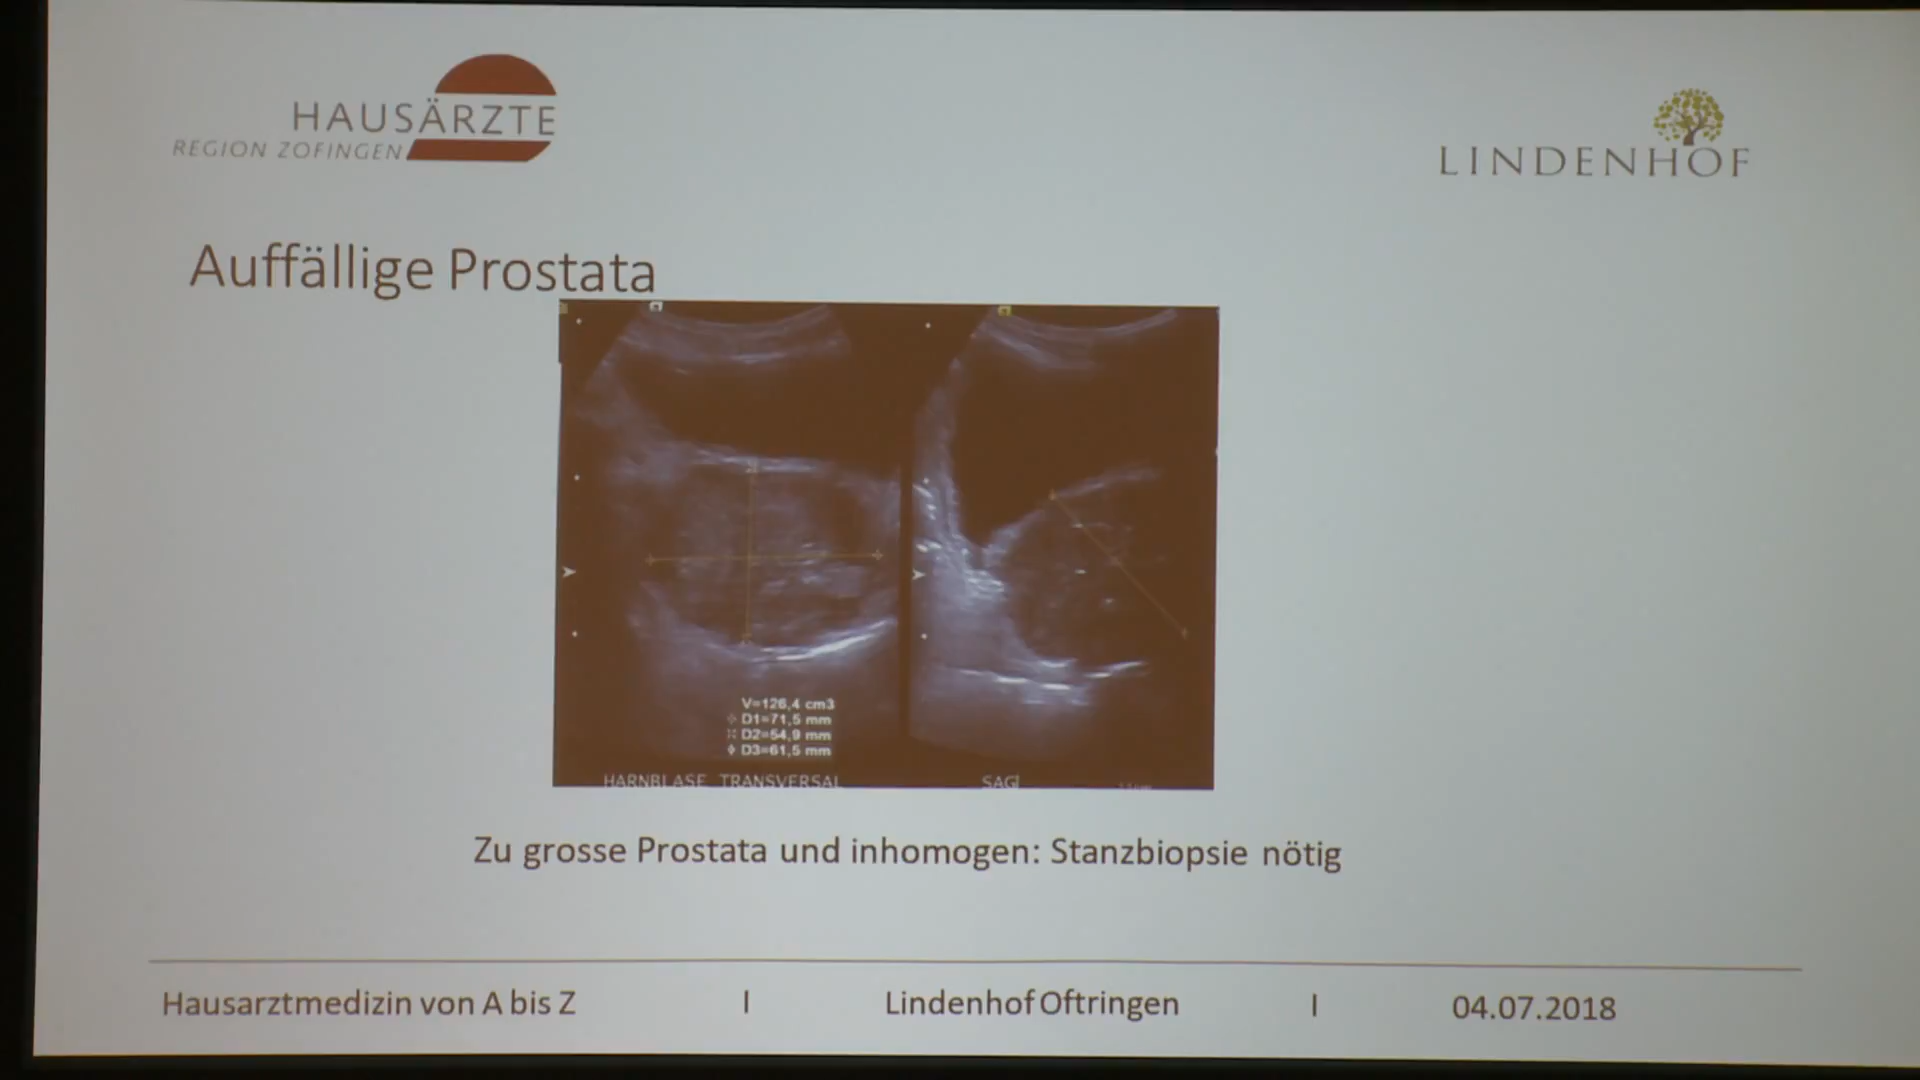 HAUSÄRZTE
REGION ZOFINGEN
LINDENHOF
Auffällige Prostata
V=126,4 cm3
D1=71,5 mm
D2=54,9 mm
D3=61,5 mm
HARNBLASE TRANSVERSAL
SAGI
Zu grosse Prostata und inhomogen: Stanzbiopsie nötig
Hausarztmedizin von A bis Z | Lindenhof Oftringen | 04.07.2018